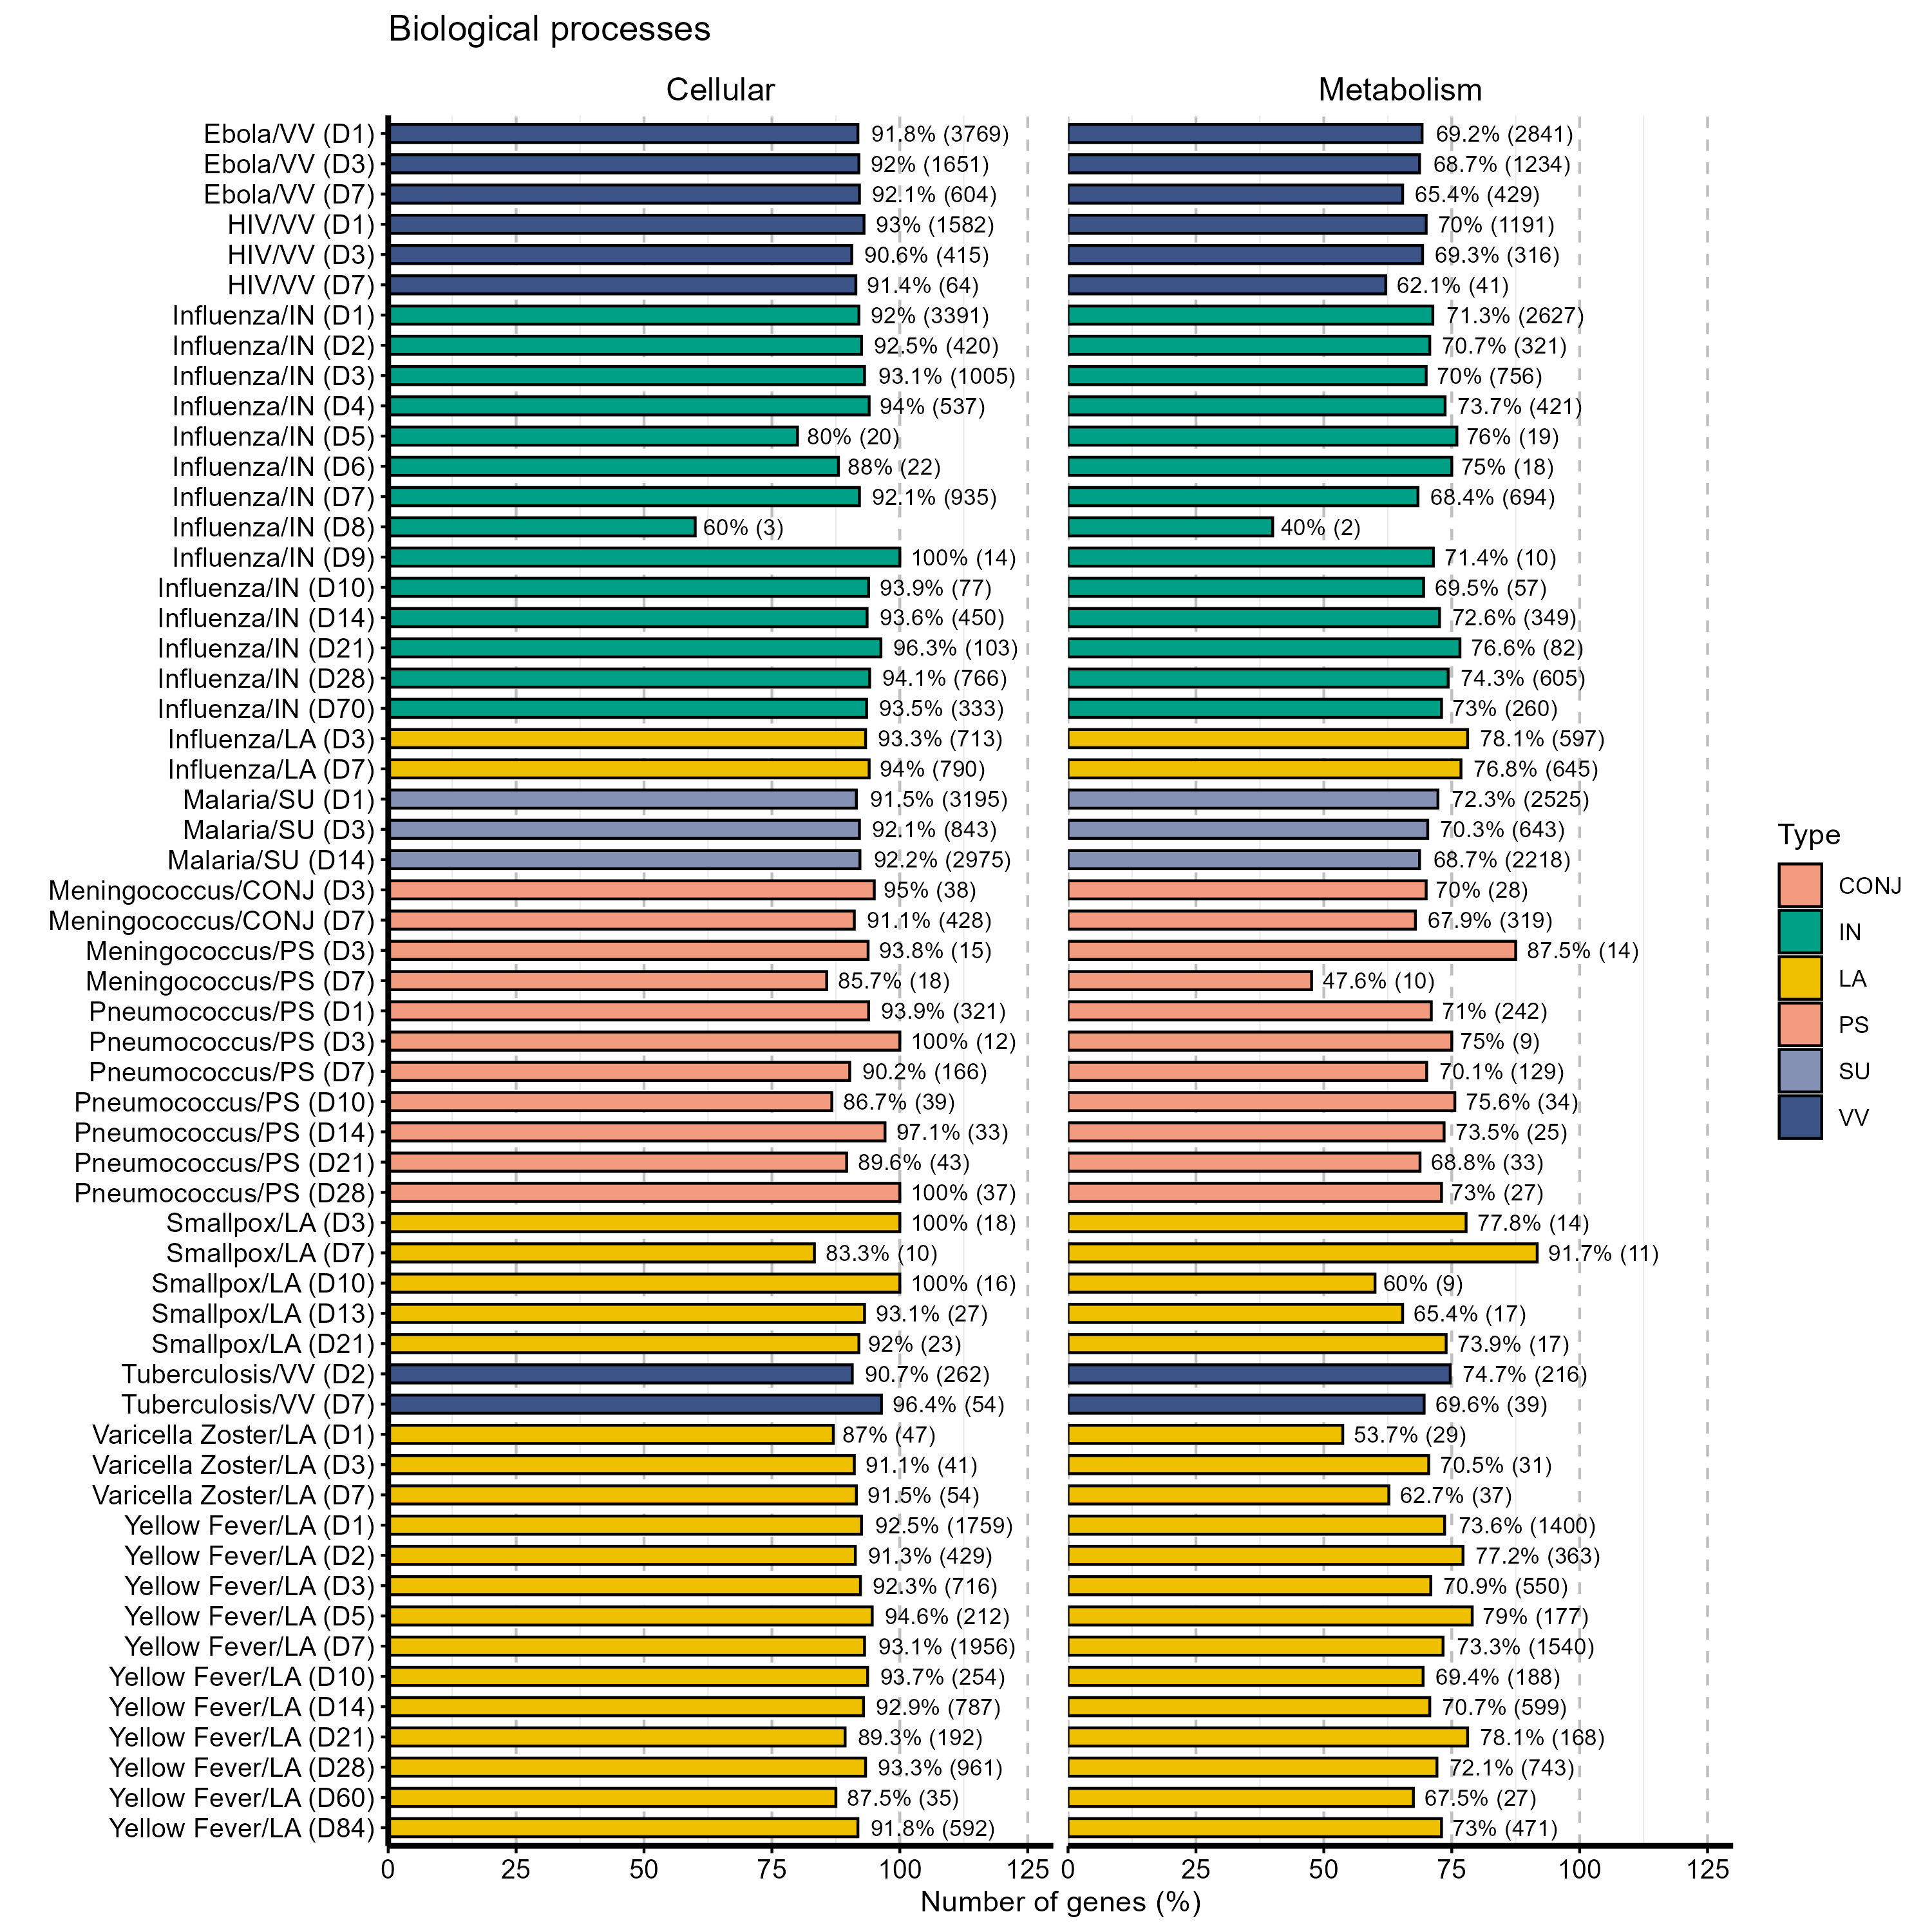 Biological processes
Cellular Metabolism
Ebola/VV (D1) 91.8% (3769) 69.2% (2841)
Ebola/VV (D3) 92% (1651) 68.7% (1234)
Ebola/VV (D7) 92.1% (604) 65.4% (429)
HIV/VV (D1) 93% (1582) 70% (1191)
HIV/VV (D3) 90.6% (415) 69.3% (316)
HIV/VV (D7) 91.4% (64) 62.1% (41)
Influenza/IN (D1) 92% (3391) 71.3% (2627)
Influenza/IN (D2) 92.5% (420) 70.7% (321)
Influenza/IN (D3) 93.1% (1005) 70% (756)
Influenza/IN (D4) 94% (537) 73.7% (421)
Influenza/IN (D5) 80% (20) 76% (19)
Influenza/IN (D6) 88% (22) 75% (18)
Influenza/IN (D7) 92.1% (935) 68.4% (694)
Influenza/IN (D8) 60% (3) 40% (2)
Influenza/IN (D9) 100% (14) 71.4% (10)
Influenza/IN (D10) 93.9% (77) 69.5% (57)
Influenza/IN (D14) 93.6% (450) 72.6% (349)
Influenza/IN (D21) 96.3% (103) 76.6% (82)
Influenza/IN (D28) 94.1% (766) 74.3% (605)
Influenza/IN (D70) 93.5% (333) 73% (260)
Influenza/LA (D3) 93.3% (713) 78.1% (597)
Influenza/LA (D7) 94% (790) 76.8% (645)
Malaria/SU (D1) 91.5% (3195) 72.3% (2525)
Malaria/SU (D3) 92.1% (843) 70.3% (643)
Malaria/SU (D14) 92.2% (2975) 68.7% (2218)
Meningococcus/CONJ (D3) 95% (38) 70% (28)
Meningococcus/CONJ (D7) 91.1% (428) 67.9% (319)
Meningococcus/PS (D3) 93.8% (15) 87.5% (14)
Meningococcus/PS (D7) 85.7% (18) 47.6% (10)
Pneumococcus/PS (D1) 93.9% (321) 71% (242)
Pneumococcus/PS (D3) 100% (12) 75% (9)
Pneumococcus/PS (D7) 90.2% (166) 70.1% (129)
Pneumococcus/PS (D10) 86.7% (39) 75.6% (34)
Pneumococcus/PS (D14) 97.1% (33) 73.5% (25)
Pneumococcus/PS (D21) 89.6% (43) 68.8% (33)
Pneumococcus/PS (D28) 100% (37) 73% (27)
Smallpox/LA (D3) 100% (18) 77.8% (14)
Smallpox/LA (D7) 83.3% (10) 91.7% (11)
Smallpox/LA (D10) 100% (16) 60% (9)
Smallpox/LA (D13) 93.1% (27) 65.4% (17)
Smallpox/LA (D21) 92% (23) 73.9% (17)
Tuberculosis/VV (D2) 90.7% (262) 74.7% (216)
Tuberculosis/VV (D7) 96.4% (54) 69.6% (39)
Varicella Zoster/LA (D1) 87% (47) 53.7% (29)
Varicella Zoster/LA (D3) 91.1% (41) 70.5% (31)
Varicella Zoster/LA (D7) 91.5% (54) 62.7% (37)
Yellow Fever/LA (D1) 92.5% (1759) 73.6% (1400)
Yellow Fever/LA (D2) 91.3% (429) 77.2% (363)
Yellow Fever/LA (D3) 92.3% (716) 70.9% (550)
Yellow Fever/LA (D5) 94.6% (212) 79% (177)
Yellow Fever/LA (D7) 93.1% (1956) 73.3% (1540)
Yellow Fever/LA (D10) 93.7% (254) 69.4% (188)
Yellow Fever/LA (D14) 92.9% (787) 70.7% (599)
Yellow Fever/LA (D21) 89.3% (192) 78.1% (168)
Yellow Fever/LA (D28) 93.3% (961) 72.1% (743)
Yellow Fever/LA (D60) 87.5% (35) 67.5% (27)
Yellow Fever/LA (D84) 91.8% (592) 73% (471)
0 25 50 75 100 125 0 25 50 75 100 125
Number of genes (%)
Type
CONJ
IN
LA
PS
SU
VV